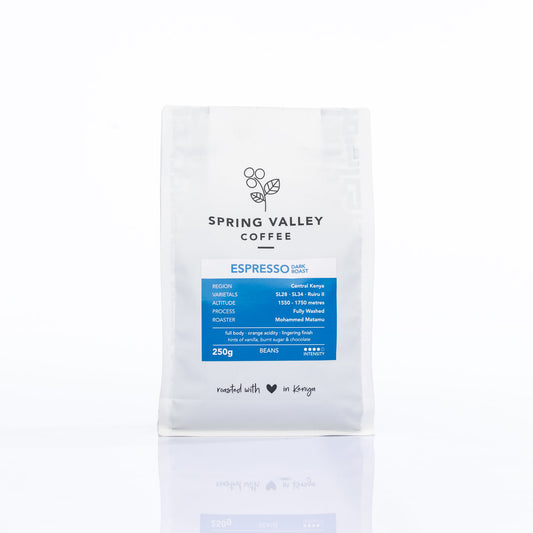 SPRING VALLEY
COFFEE
ESPRESSO DARK ROAST
REGION Central Kenya
VARIETALS SL28 - SL34 - Ruiru II
ALTITUDE 1550 - 1750 metres
PROCESS Fully Washed
ROASTER Mohammed Matamu
full body · orange acidity · lingering finish
hints of vanilla, burnt sugar & chocolate
250g BEANS INTENSITY
roasted with ♥ in Kenya